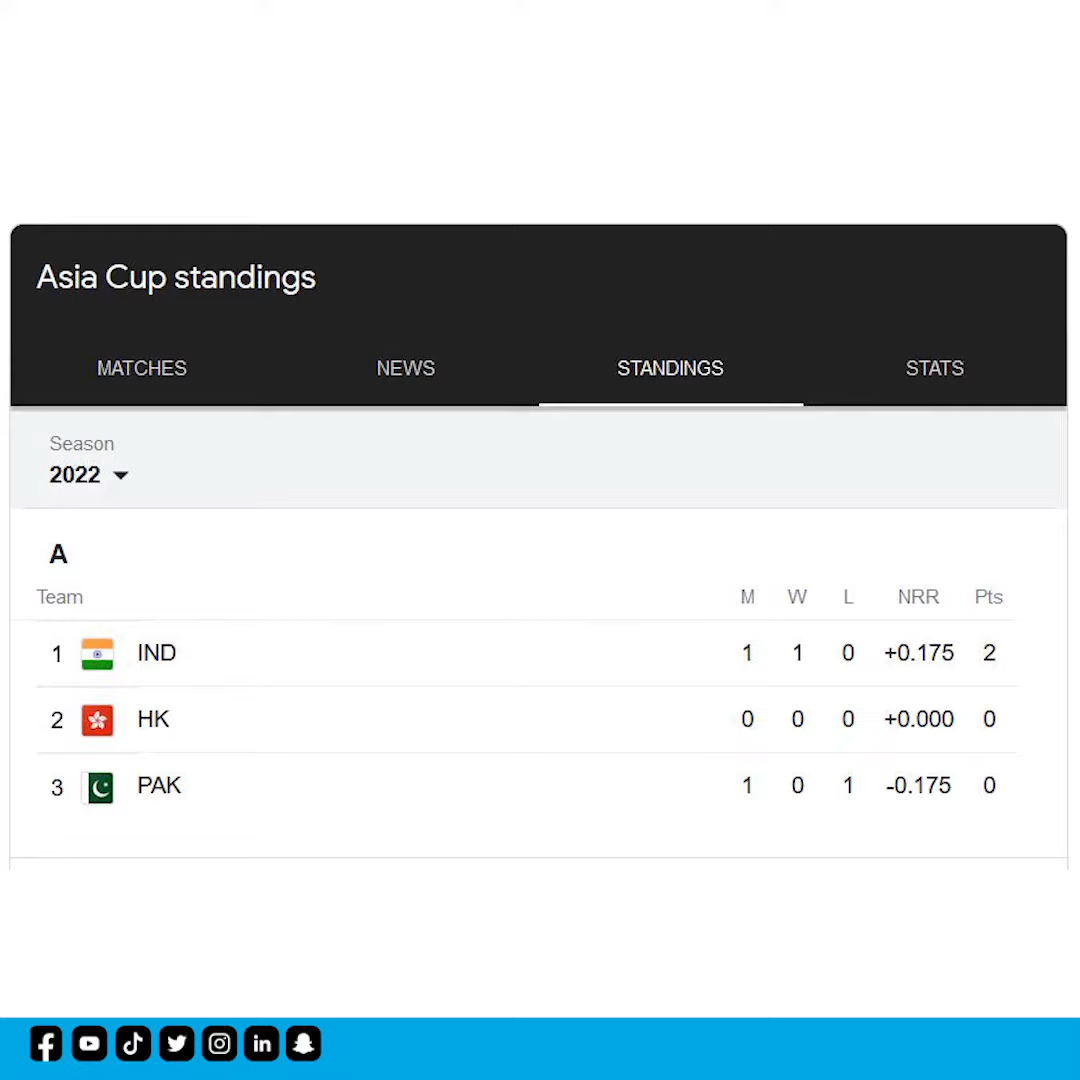 Asia Cup standings
MATCHES NEWS STANDINGS STATS
Season
2022
A
Team M W L NRR Pts
1 IND 1 1 0 +0.175 2
2 HK 0 0 0 +0.000 0
3 PAK 1 0 1 -0.175 0